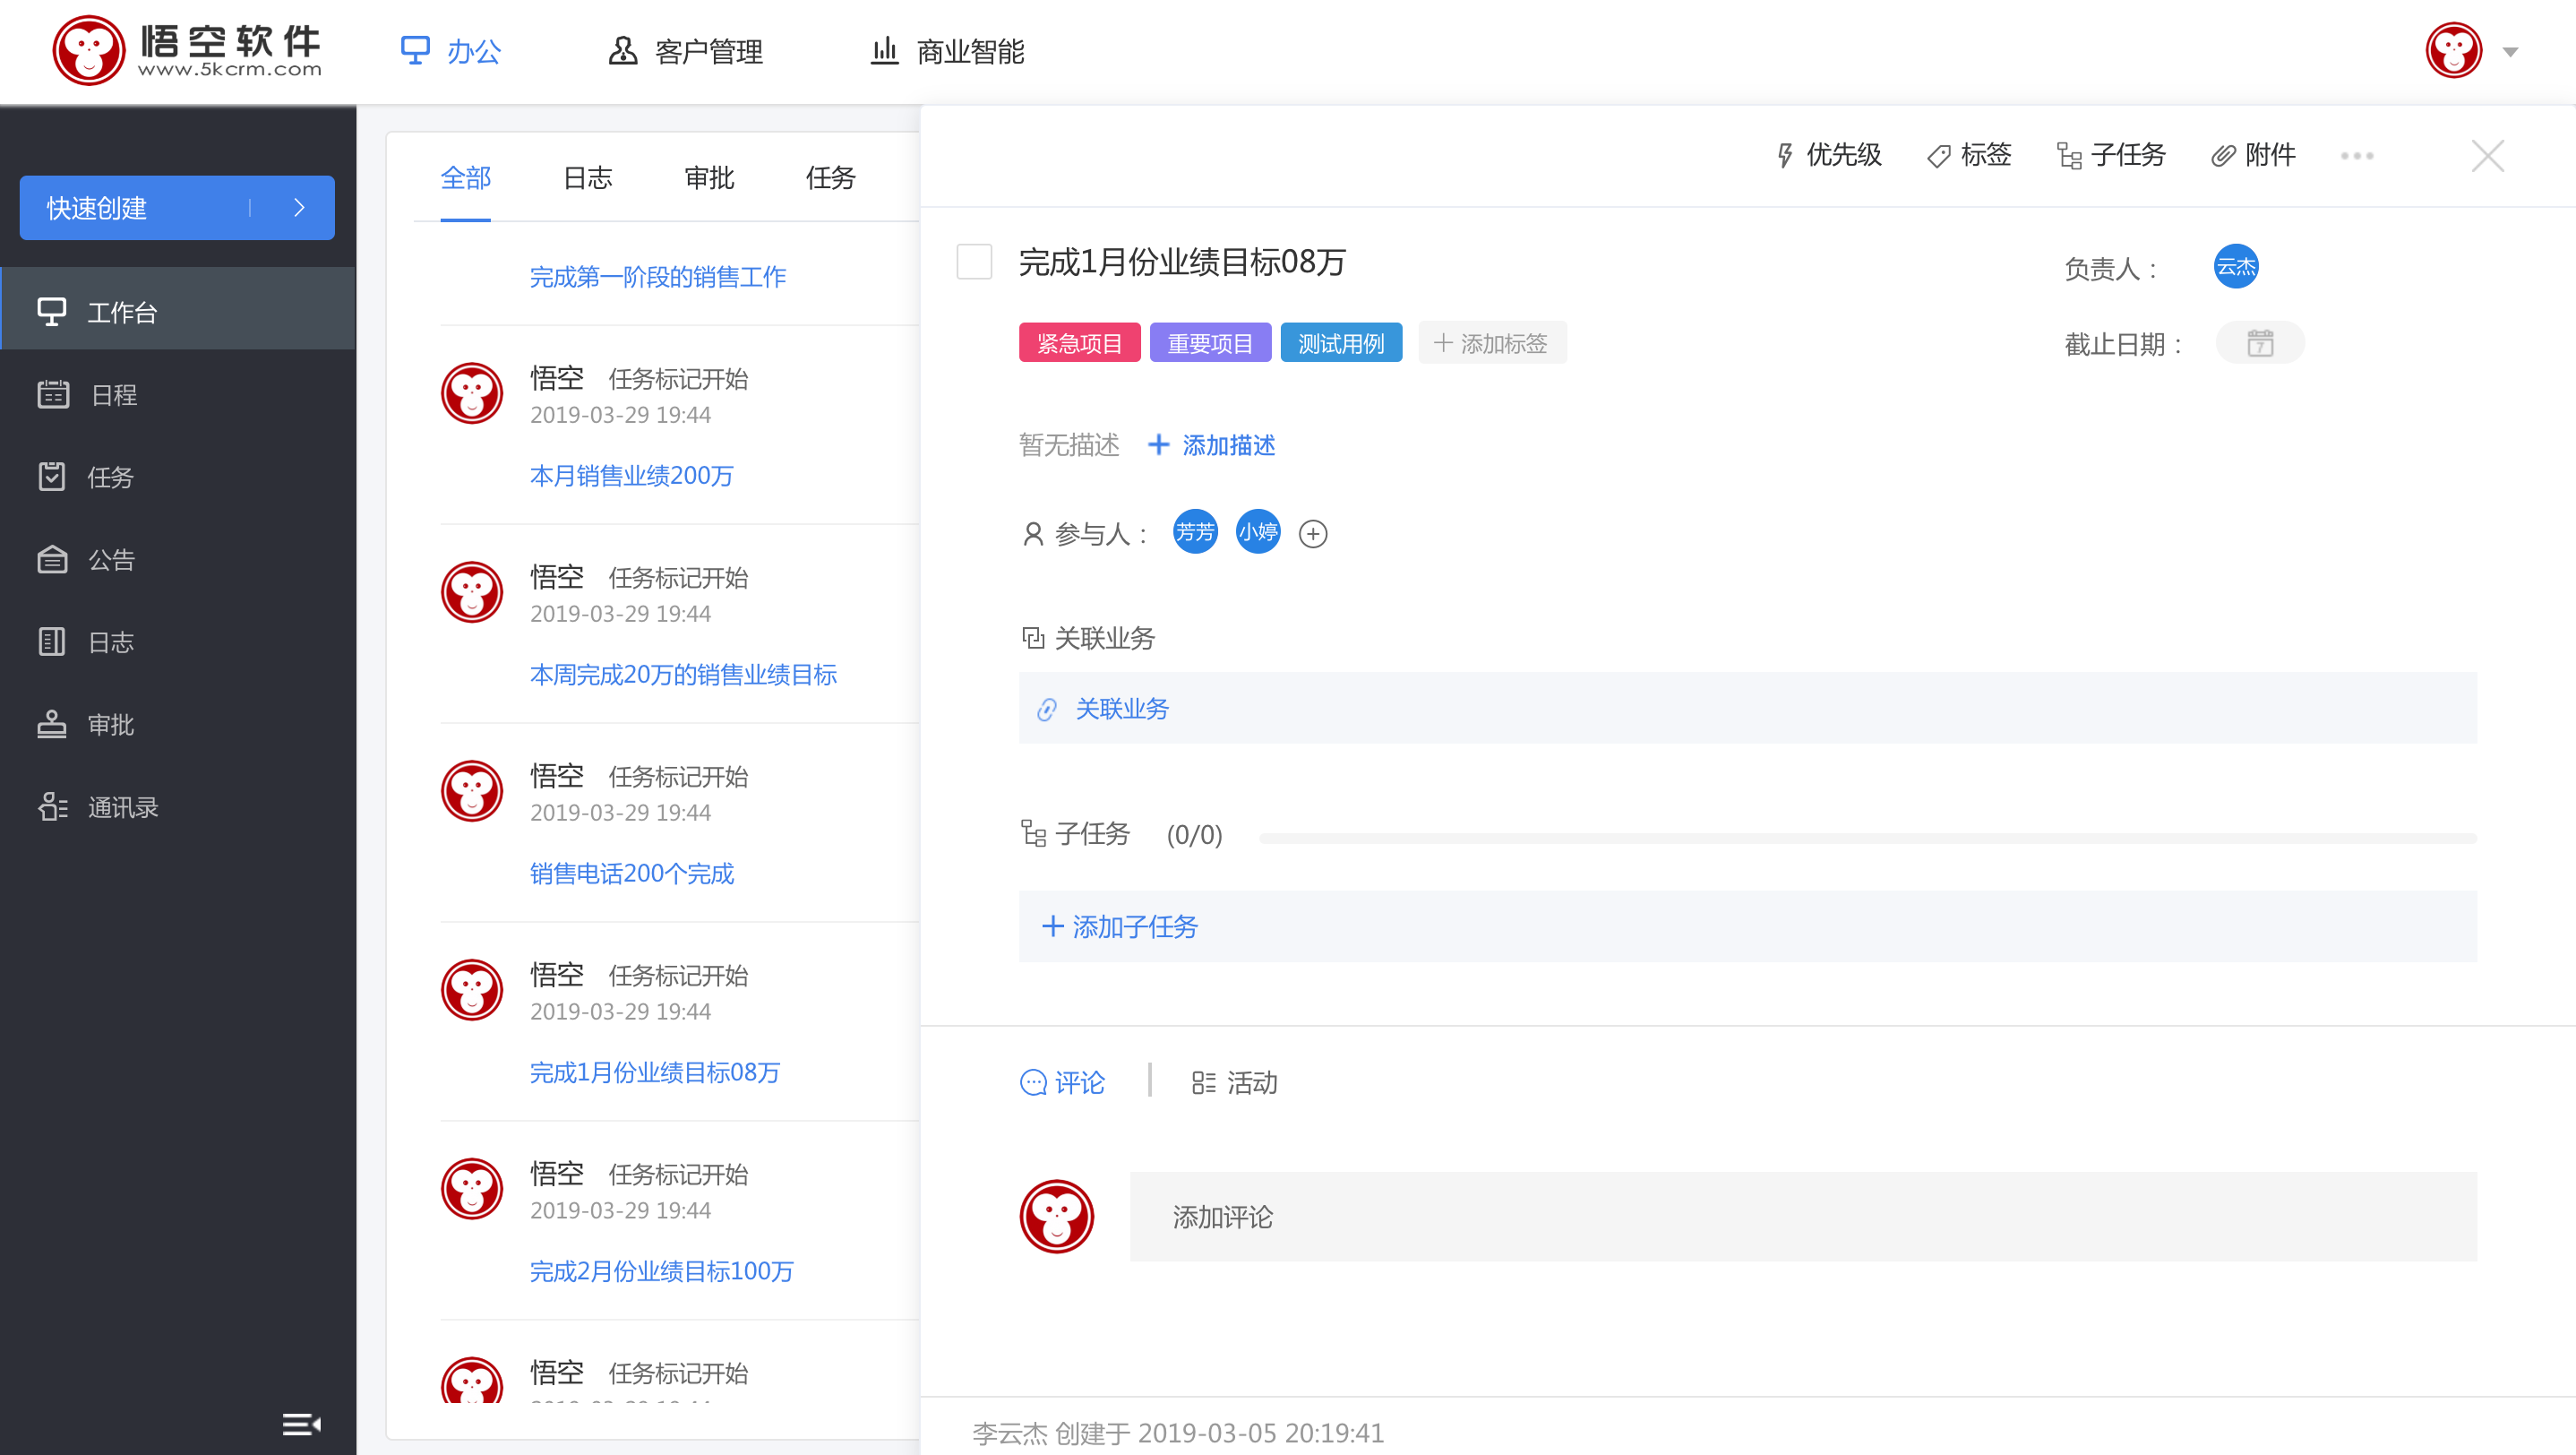 悟空软件
www.5kcrm.com
办公
客户管理
商业智能
快速创建
工作台
日程
任务
公告
日志
审批
通讯录
全部 日志 审批 任务
完成第一阶段的销售工作
悟空 任务标记开始
2019-03-29 19:44
本月销售业绩200万
悟空 任务标记开始
2019-03-29 19:44
本周完成20万的销售业绩目标
悟空 任务标记开始
2019-03-29 19:44
销售电话200个完成
悟空 任务标记开始
2019-03-29 19:44
完成1月份业绩目标08万
悟空 任务标记开始
2019-03-29 19:44
完成2月份业绩目标100万
悟空 任务标记开始
优先级 标签 子任务 附件
完成1月份业绩目标08万
负责人： 云杰
紧急项目 重要项目 测试用例 添加标签
截止日期： 7
暂无描述 添加描述
参与人： 芳芳 小婷
关联业务
关联业务
子任务 (0/0)
添加子任务
评论 活动
添加评论
李云杰 创建于 2019-03-05 20:19:41